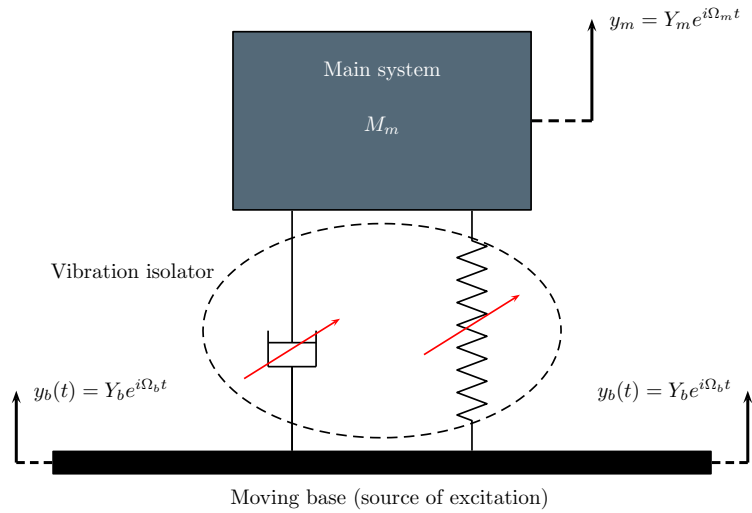 y_m = Y_m e^{iΩ_m t}
Main system
M_m
Vibration isolator
y_b(t) = Y_b e^{iΩ_b t}
y_b(t) = Y_b e^{iΩ_b t}
Moving base (source of excitation)